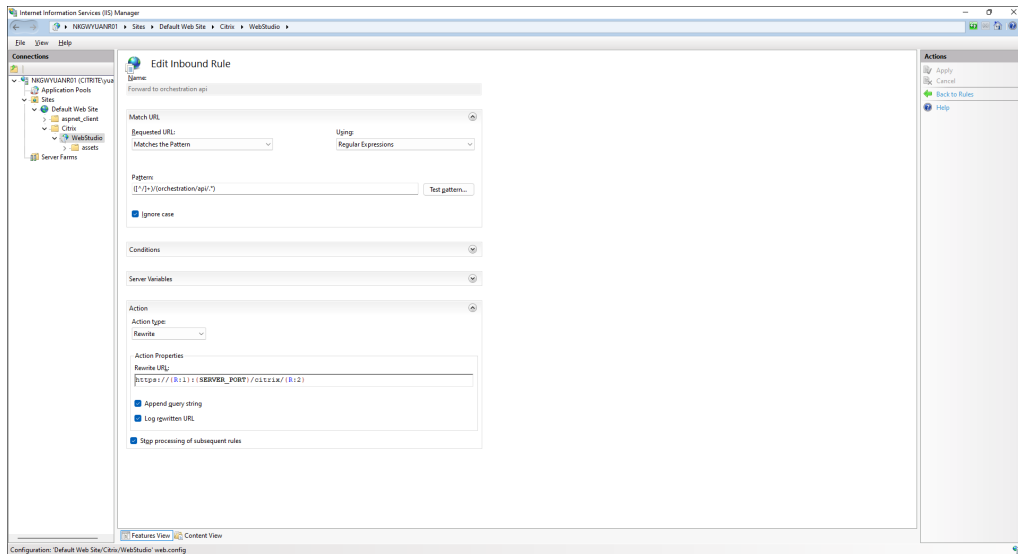 Internet Information Services (IIS) Manager
NKGWYUANR01 Sites Default Web Site Citrix WebStudio
File View Help
Connections
NKGWYUANR01 (CITRITE\yua
Application Pools
Sites
Default Web Site
aspnet_client
Citrix
WebStudio
assets
Server Farms
Edit Inbound Rule
Name:
Forward to orchestration api
Match URL
Requested URL:
Using:
Matches the Pattern
Regular Expressions
Pattern:
([^/]+)/(orchestration/api/.*)
Test pattern...
Ignore case
Conditions
Server Variables
Action
Action type:
Rewrite
Action Properties
Rewrite URL:
https://{R:1}:{SERVER_PORT}/citrix/{R:2}
Append query string
Log rewritten URL
Stop processing of subsequent rules
Features View Content View
Actions
Apply
Cancel
Back to Rules
Help
Configuration: 'Default Web Site/Citrix/WebStudio' web.config